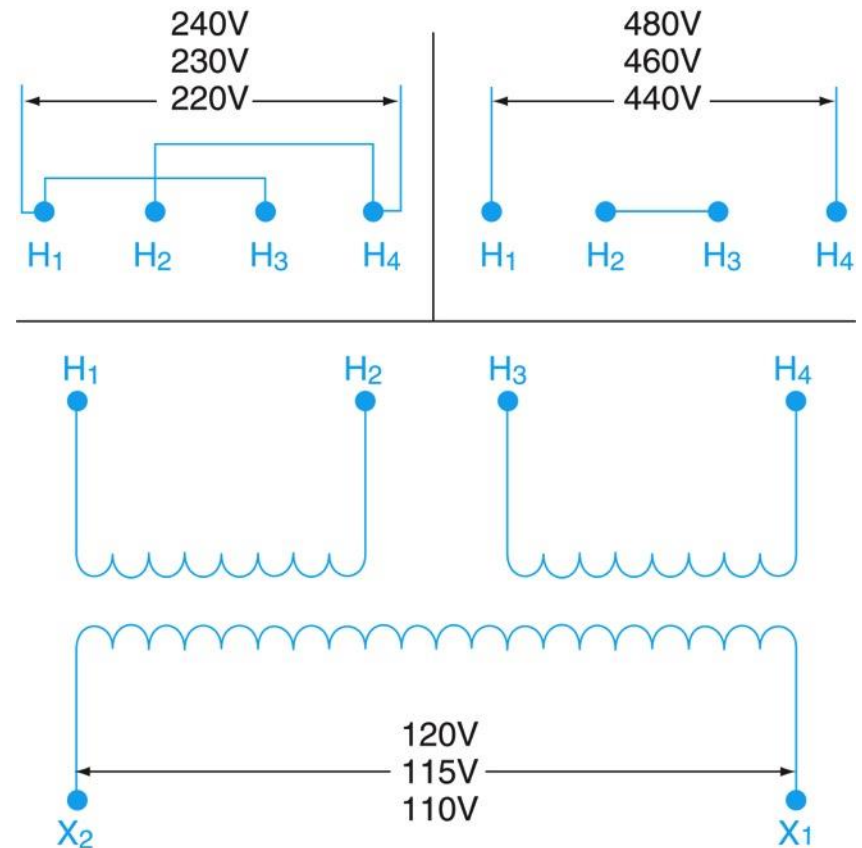 240V
230V
220V
H1 H2 H3 H4
480V
460V
440V
H1 H2 H3 H4
H1 H2 H3 H4
120V
115V
110V
X2 X1